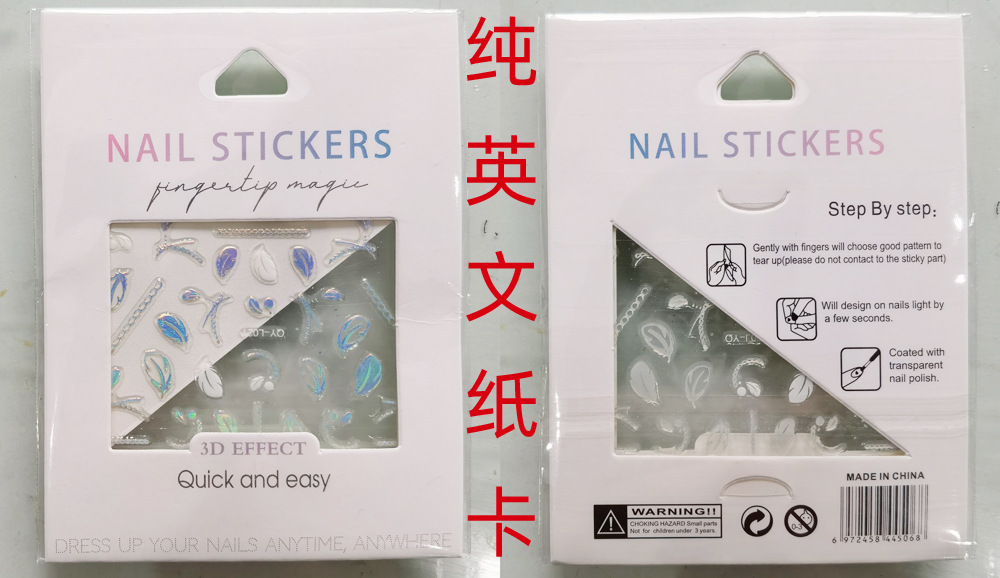 NAIL STICKERS
fingertip magic
3D EFFECT
Quick and easy
DRESS UP YOUR NAILS ANYTIME, ANYWHERE
纯
英
文
纸
卡
NAIL STICKERS
Step By step:
Gently with fingers will choose good pattern to
tear up(please do not contact to the sticky part)
Will design on nails light by
a few seconds.
Coated with
transparent
nail polish.
MADE IN CHINA
WARNING!!
CHOKING HAZARD Small parts
Not for children under 3 years.
0-3
6 972458 445068